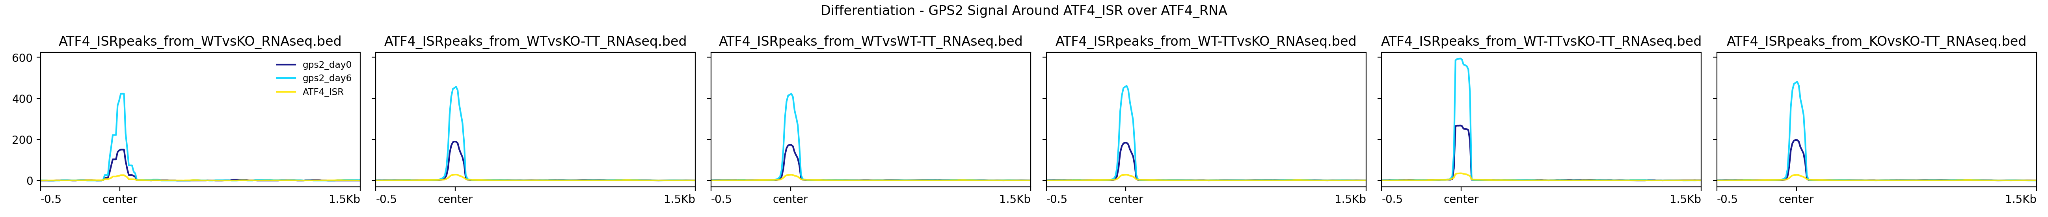 Differentiation - GPS2 Signal Around ATF4_ISR over ATF4_RNA
ATF4_ISRpeaks_from_WTvsKO_RNAseq.bed
ATF4_ISRpeaks_from_WTvsKO-TT_RNAseq.bed
ATF4_ISRpeaks_from_WTvsWT-TT_RNAseq.bed
ATF4_ISRpeaks_from_WT-TTvsKO_RNAseq.bed
ATF4_ISRpeaks_from_WT-TTvsKO-TT_RNAseq.bed
ATF4_ISRpeaks_from_KOvsKO-TT_RNAseq.bed
600
400
200
0
gps2_day0
gps2_day6
ATF4_ISR
-0.5 center 1.5Kb
-0.5 center 1.5Kb
-0.5 center 1.5Kb
-0.5 center 1.5Kb
-0.5 center 1.5Kb
-0.5 center 1.5Kb